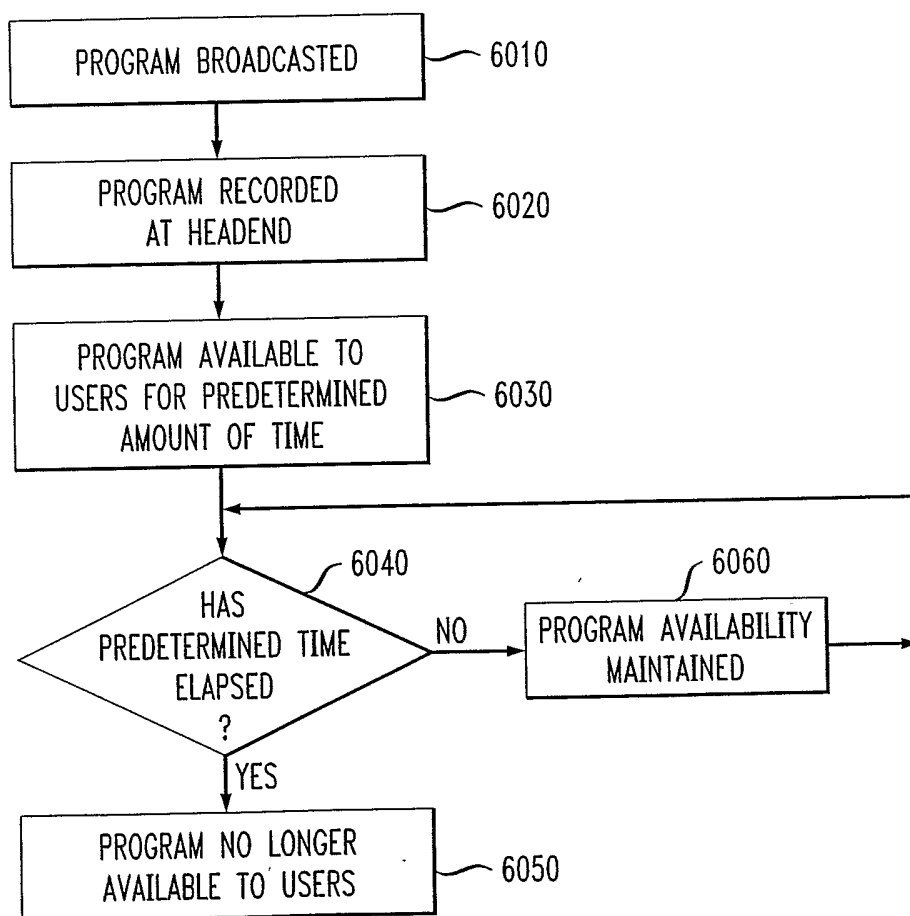 PROGRAM BROADCASTED
6010
PROGRAM RECORDED
AT HEADEND
6020
PROGRAM AVAILABLE TO
USERS FOR PREDETERMINED
AMOUNT OF TIME
6030
6040
HAS
PREDETERMINED TIME
ELAPSED
?
NO
6060
PROGRAM AVAILABILITY
MAINTAINED
YES
PROGRAM NO LONGER
AVAILABLE TO USERS
6050